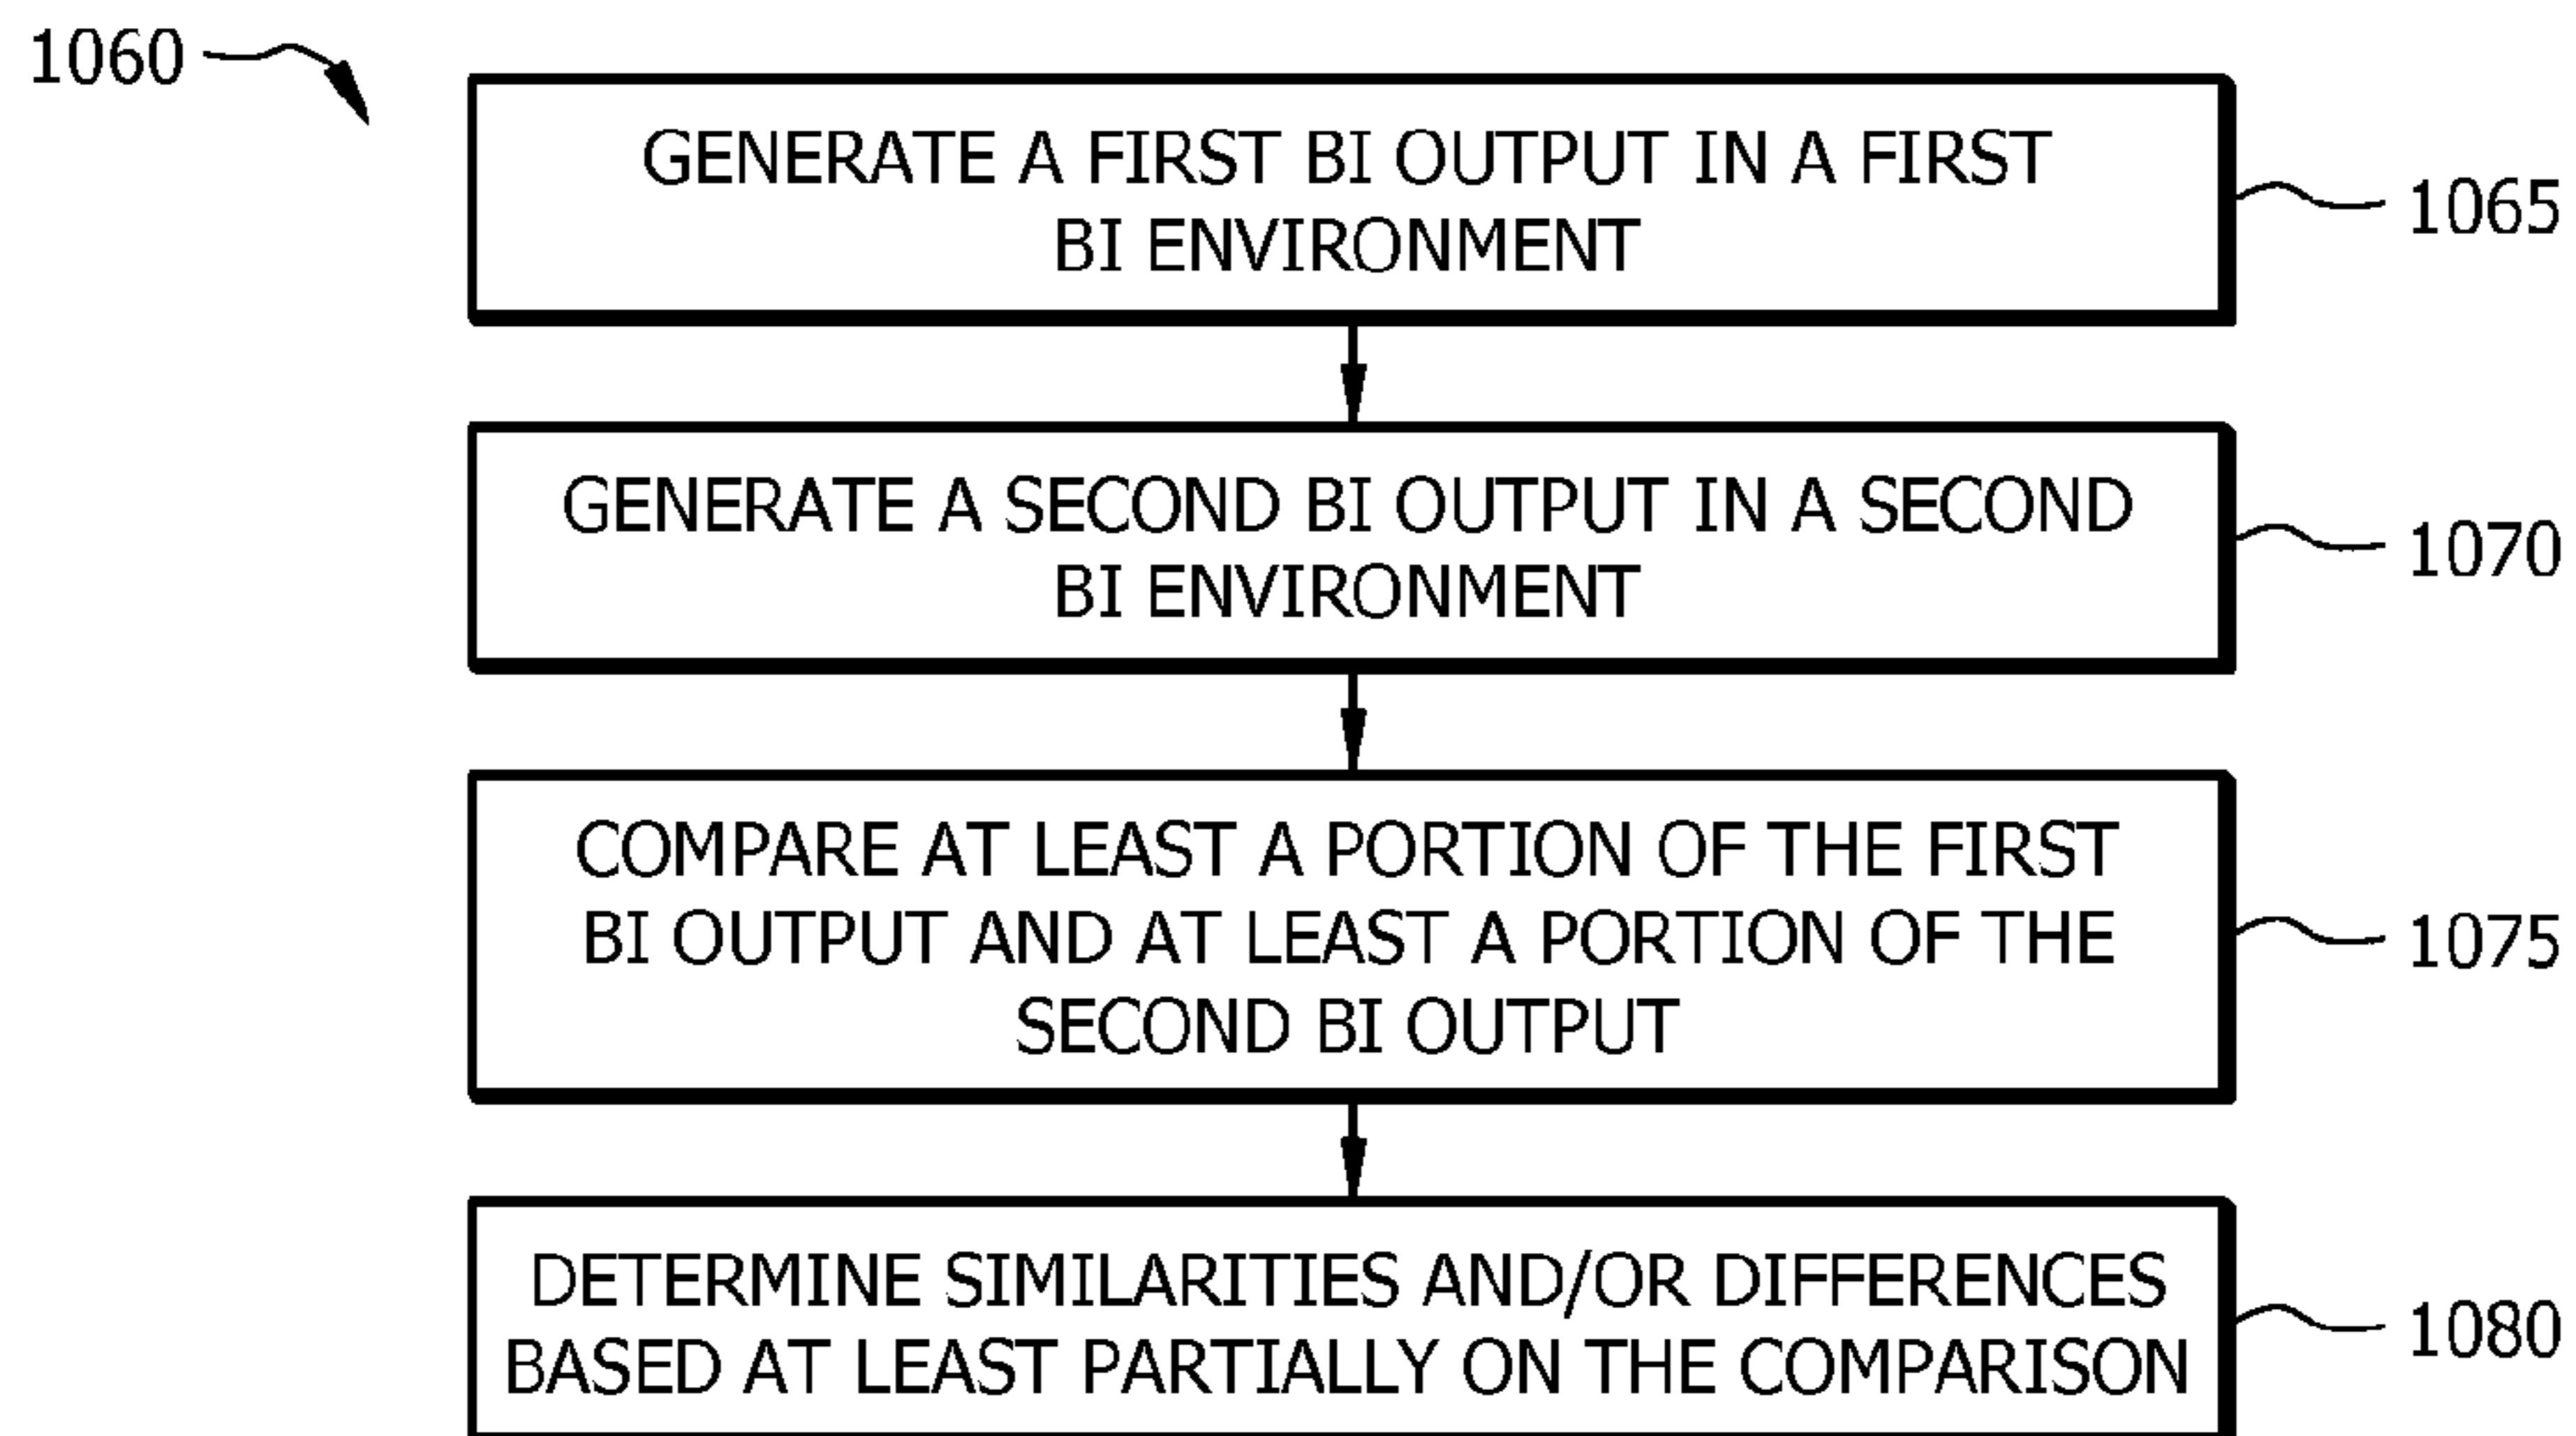 1060
GENERATE A FIRST BI OUTPUT IN A FIRST
BI ENVIRONMENT
1065
GENERATE A SECOND BI OUTPUT IN A SECOND
BI ENVIRONMENT
1070
COMPARE AT LEAST A PORTION OF THE FIRST
BI OUTPUT AND AT LEAST A PORTION OF THE
SECOND BI OUTPUT
1075
DETERMINE SIMILARITIES AND/OR DIFFERENCES
BASED AT LEAST PARTIALLY ON THE COMPARISON
1080